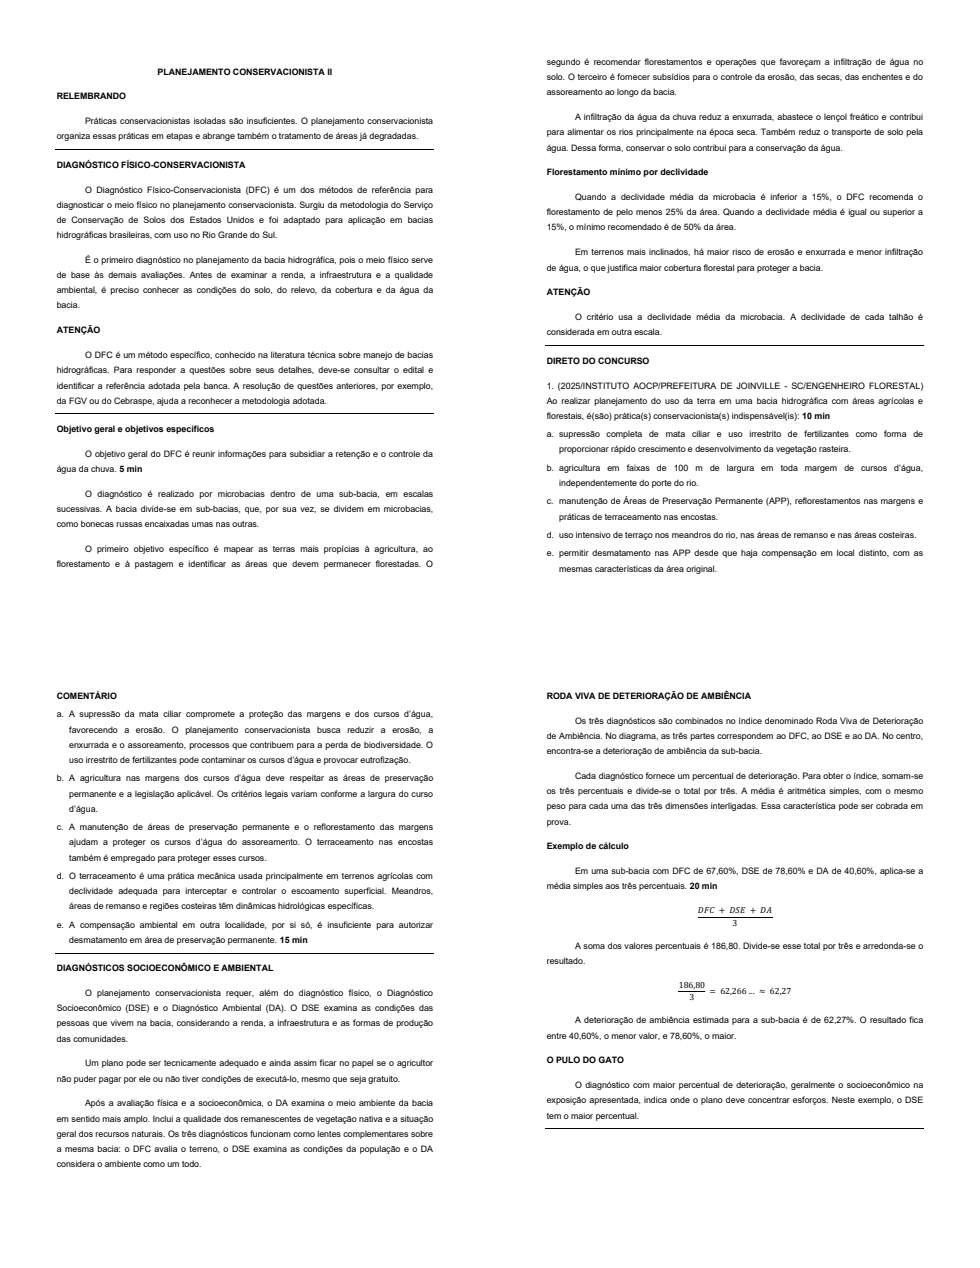 PLANEJAMENTO CONSERVACIONISTA II
RELEMBRANDO
Práticas conservacionistas isoladas são insuficientes. O planejamento conservacionista
organiza essas práticas em etapas e abrange também o tratamento de áreas já degradadas.
DIAGNÓSTICO FÍSICO-CONSERVACIONISTA
O Diagnóstico Físico-Conservacionista (DFC) é um dos métodos de referência para
diagnosticar o meio físico no planejamento conservacionista. Surgiu da metodologia do Serviço
de Conservação de Solos dos Estados Unidos e foi adaptado para aplicação em bacias
hidrográficas brasileiras, com uso no Rio Grande do Sul.
É o primeiro diagnóstico no planejamento da bacia hidrográfica, pois o meio físico serve
de base às demais avaliações. Antes de examinar a renda, a infraestrutura e a qualidade
ambiental, é preciso conhecer as condições do solo, do relevo, da cobertura e da água da
bacia.
ATENÇÃO
O DFC é um método específico, conhecido na literatura técnica sobre manejo de bacias
hidrográficas. Para responder a questões sobre seus detalhes, deve-se consultar o edital e
identificar a referência adotada pela banca. A resolução de questões anteriores, por exemplo,
da FGV ou do Cebraspe, ajuda a reconhecer a metodologia adotada.
Objetivo geral e objetivos específicos
O objetivo geral do DFC é reunir informações para subsidiar a retenção e o controle da
água da chuva. 5 min
O diagnóstico é realizado por microbacias dentro de uma sub-bacia, em escalas
sucessivas. A bacia divide-se em sub-bacias, que, por sua vez, se dividem em microbacias,
como bonecas russas encaixadas umas nas outras.
O primeiro objetivo específico é mapear as terras mais propícias à agricultura, ao
florestamento e à pastagem e identificar as áreas que devem permanecer florestadas. O
segundo é recomendar florestamentos e operações que favoreçam a infiltração de água no
solo. O terceiro é fornecer subsídios para o controle da erosão, das secas, das enchentes e do
assoreamento ao longo da bacia.
A infiltração da água da chuva reduz a enxurrada, abastece o lençol freático e contribui
para alimentar os rios principalmente na época seca. Também reduz o transporte de solo pela
água. Dessa forma, conservar o solo contribui para a conservação da água.
Florestamento mínimo por declividade
Quando a declividade média da microbacia é inferior a 15%, o DFC recomenda o
florestamento de pelo menos 25% da área. Quando a declividade média é igual ou superior a
15%, o mínimo recomendado é de 50% da área.
Em terrenos mais inclinados, há maior risco de erosão e enxurrada e menor infiltração
de água, o que justifica maior cobertura florestal para proteger a bacia.
ATENÇÃO
O critério usa a declividade média da microbacia. A declividade de cada talhão é
considerada em outra escala.
DIRETO DO CONCURSO
1. (2025/INSTITUTO AOCP/PREFEITURA DE JOINVILLE - SC/ENGENHEIRO FLORESTAL)
Ao realizar planejamento do uso da terra em uma bacia hidrográfica com áreas agrícolas e
florestais, é(são) prática(s) conservacionista(s) indispensável(is): 10 min
a. supressão completa de mata ciliar e uso irrestrito de fertilizantes como forma de
proporcionar rápido crescimento e desenvolvimento da vegetação rasteira.
b. agricultura em faixas de 100 m de largura em toda margem de cursos d'água,
independentemente do porte do rio.
c. manutenção de Áreas de Preservação Permanente (APP), reflorestamentos nas margens e
práticas de terraceamento nas encostas.
d. uso intensivo de terraço nos meandros do rio, nas áreas de remanso e nas áreas costeiras.
e. permitir desmatamento nas APP desde que haja compensação em local distinto, com as
mesmas características da área original.
COMENTÁRIO
a. A supressão da mata ciliar compromete a proteção das margens e dos cursos d'água,
favorecendo a erosão. O planejamento conservacionista busca reduzir a erosão, a
enxurrada e o assoreamento, processos que contribuem para a perda de biodiversidade. O
uso irrestrito de fertilizantes pode contaminar os cursos d'água e provocar eutrofização.
b. A agricultura nas margens dos cursos d'água deve respeitar as áreas de preservação
permanente e a legislação aplicável. Os critérios legais variam conforme a largura do curso
d'água.
c. A manutenção de áreas de preservação permanente e o reflorestamento das margens
ajudam a proteger os cursos d'água do assoreamento. O terraceamento nas encostas
também é empregado para proteger esses cursos.
d. O terraceamento é uma prática mecânica usada principalmente em terrenos agrícolas com
declividade adequada para interceptar e controlar o escoamento superficial. Meandros,
áreas de remanso e regiões costeiras têm dinâmicas hidrológicas específicas.
e. A compensação ambiental em outra localidade, por si só, é insuficiente para autorizar
desmatamento em área de preservação permanente. 15 min
DIAGNÓSTICOS SOCIOECONÔMICO E AMBIENTAL
O planejamento conservacionista requer, além do diagnóstico físico, o Diagnóstico
Socioeconômico (DSE) e o Diagnóstico Ambiental (DA). O DSE examina as condições das
pessoas que vivem na bacia, considerando a renda, a infraestrutura e as formas de produção
das comunidades.
Um plano pode ser tecnicamente adequado e ainda assim ficar no papel se o agricultor
não puder pagar por ele ou não tiver condições de executá-lo, mesmo que seja gratuito.
Após a avaliação física e a socioeconômica, o DA examina o meio ambiente da bacia
em sentido mais amplo. Inclui a qualidade dos remanescentes de vegetação nativa e a situação
geral dos recursos naturais. Os três diagnósticos funcionam como lentes complementares sobre
a mesma bacia: o DFC avalia o terreno, o DSE examina as condições da população e o DA
considera o ambiente como um todo.
RODA VIVA DE DETERIORAÇÃO DE AMBIÊNCIA
Os três diagnósticos são combinados no índice denominado Roda Viva de Deterioração
de Ambiência. No diagrama, as três partes correspondem ao DFC, ao DSE e ao DA. No centro,
encontra-se a deterioração de ambiência da sub-bacia.
Cada diagnóstico fornece um percentual de deterioração. Para obter o índice, somam-se
os três percentuais e divide-se o total por três. A média é aritmética simples, com o mesmo
peso para cada uma das três dimensões interligadas. Essa característica pode ser cobrada em
prova.
Exemplo de cálculo
Em uma sub-bacia com DFC de 67,60%, DSE de 78,60% e DA de 40,60%, aplica-se a
média simples aos três percentuais. 20 min
DFC + DSE + DA
3
A soma dos valores percentuais é 186,80. Divide-se esse total por três e arredonda-se o
resultado.
186,80
3
= 62,266 ... ≈ 62,27
A deterioração de ambiência estimada para a sub-bacia é de 62,27%. O resultado fica
entre 40,60%, o menor valor, e 78,60%, o maior.
O PULO DO GATO
O diagnóstico com maior percentual de deterioração, geralmente o socioeconômico na
exposição apresentada, indica onde o plano deve concentrar esforços. Neste exemplo, o DSE
tem o maior percentual.